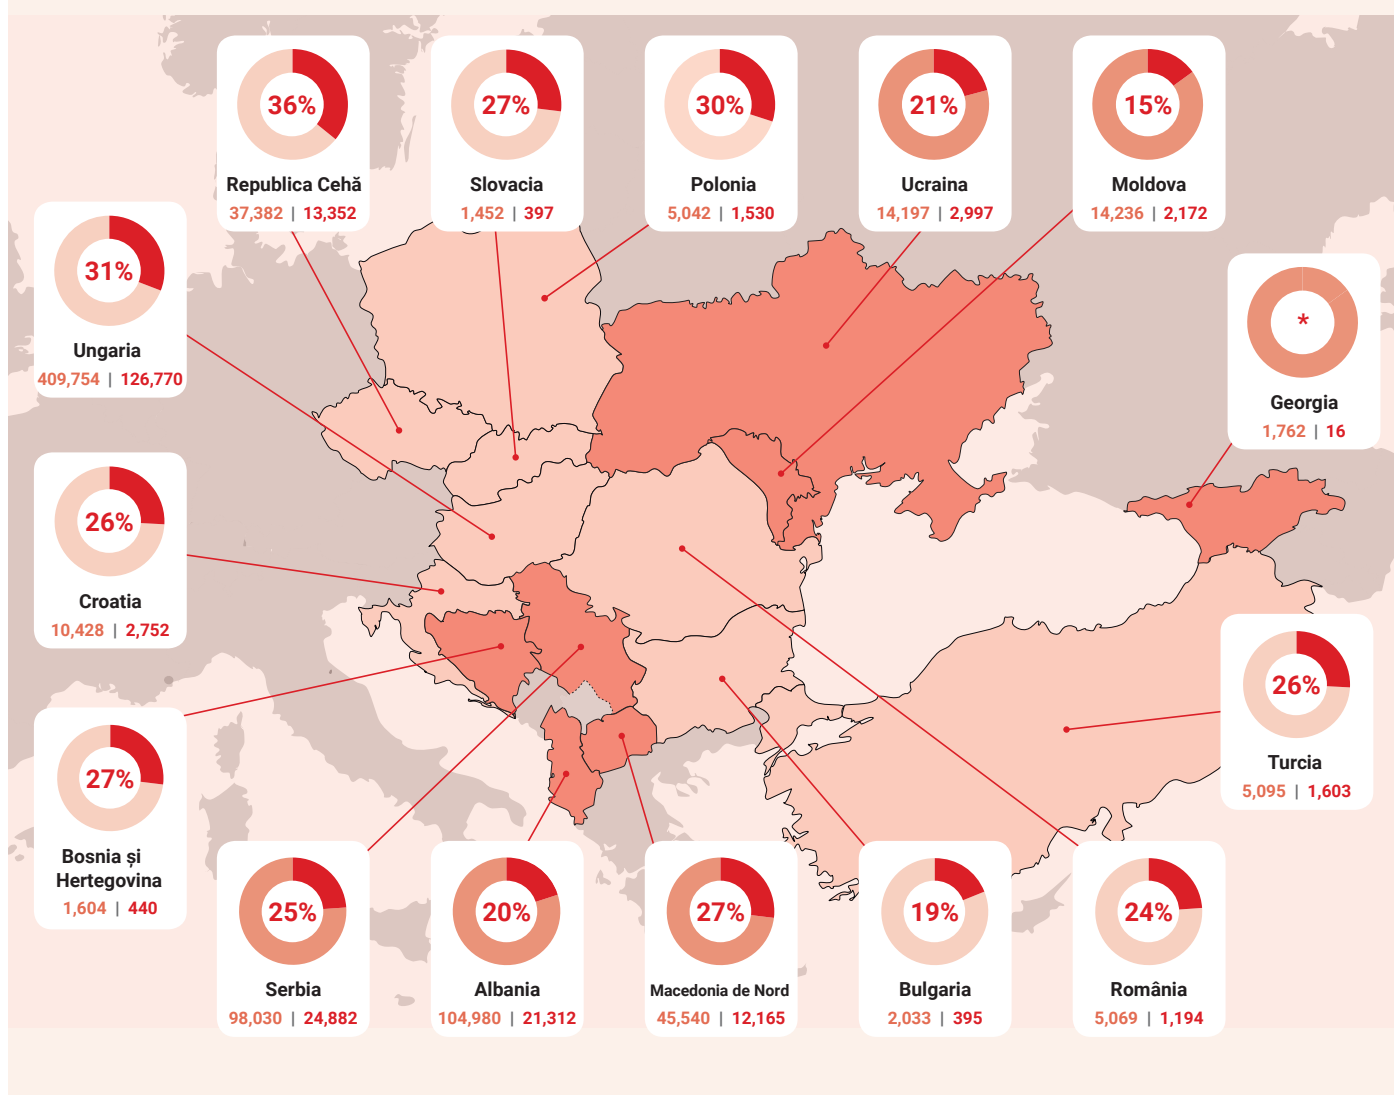 36%
Republica Cehă
37,382 | 13,352
27%
Slovacia
1,452 | 397
30%
Polonia
5,042 | 1,530
21%
Ucraina
14,197 | 2,997
15%
Moldova
14,236 | 2,172
31%
Ungaria
409,754 | 126,770
*
Georgia
1,762 | 16
26%
Croatia
10,428 | 2,752
26%
Turcia
5,095 | 1,603
27%
Bosnia și
Hertegovina
1,604 | 440
25%
Serbia
98,030 | 24,882
20%
Albania
104,980 | 21,312
27%
Macedonia de Nord
45,540 | 12,165
19%
Bulgaria
2,033 | 395
24%
România
5,069 | 1,194